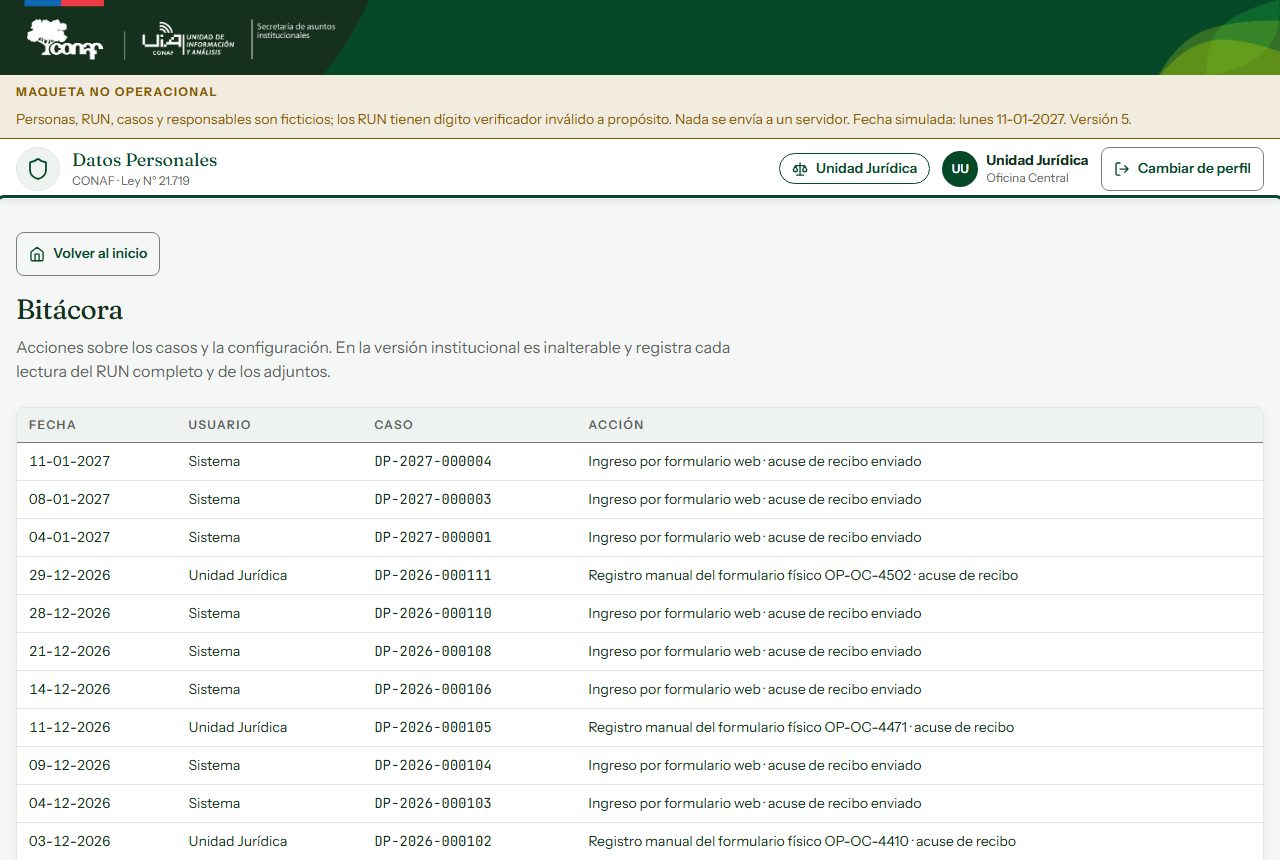 Conaf
UiA
CONAF
UNIDAD DE
INFORMACIÓN
Y ANÁLISIS
Secretaría de asuntos
institucionales
MAQUETA NO OPERACIONAL
Personas, RUN, casos y responsables son ficticios; los RUN tienen dígito verificador inválido a propósito. Nada se envía a un servidor. Fecha simulada: lunes 11-01-2027. Versión 5.
Datos Personales
CONAF · Ley N° 21.719
Unidad Jurídica
UU
Unidad Jurídica
Oficina Central
Cambiar de perfil
Volver al inicio
Bitácora
Acciones sobre los casos y la configuración. En la versión institucional es inalterable y registra cada
lectura del RUN completo y de los adjuntos.
FECHA USUARIO CASO ACCIÓN
11-01-2027 Sistema DP-2027-000004 Ingreso por formulario web · acuse de recibo enviado
08-01-2027 Sistema DP-2027-000003 Ingreso por formulario web · acuse de recibo enviado
04-01-2027 Sistema DP-2027-000001 Ingreso por formulario web · acuse de recibo enviado
29-12-2026 Unidad Jurídica DP-2026-000111 Registro manual del formulario físico OP-OC-4502 · acuse de recibo
28-12-2026 Sistema DP-2026-000110 Ingreso por formulario web · acuse de recibo enviado
21-12-2026 Sistema DP-2026-000108 Ingreso por formulario web · acuse de recibo enviado
14-12-2026 Sistema DP-2026-000106 Ingreso por formulario web · acuse de recibo enviado
11-12-2026 Unidad Jurídica DP-2026-000105 Registro manual del formulario físico OP-OC-4471 · acuse de recibo
09-12-2026 Sistema DP-2026-000104 Ingreso por formulario web · acuse de recibo enviado
04-12-2026 Sistema DP-2026-000103 Ingreso por formulario web · acuse de recibo enviado
03-12-2026 Unidad Jurídica DP-2026-000102 Registro manual del formulario físico OP-OC-4410 · acuse de recibo